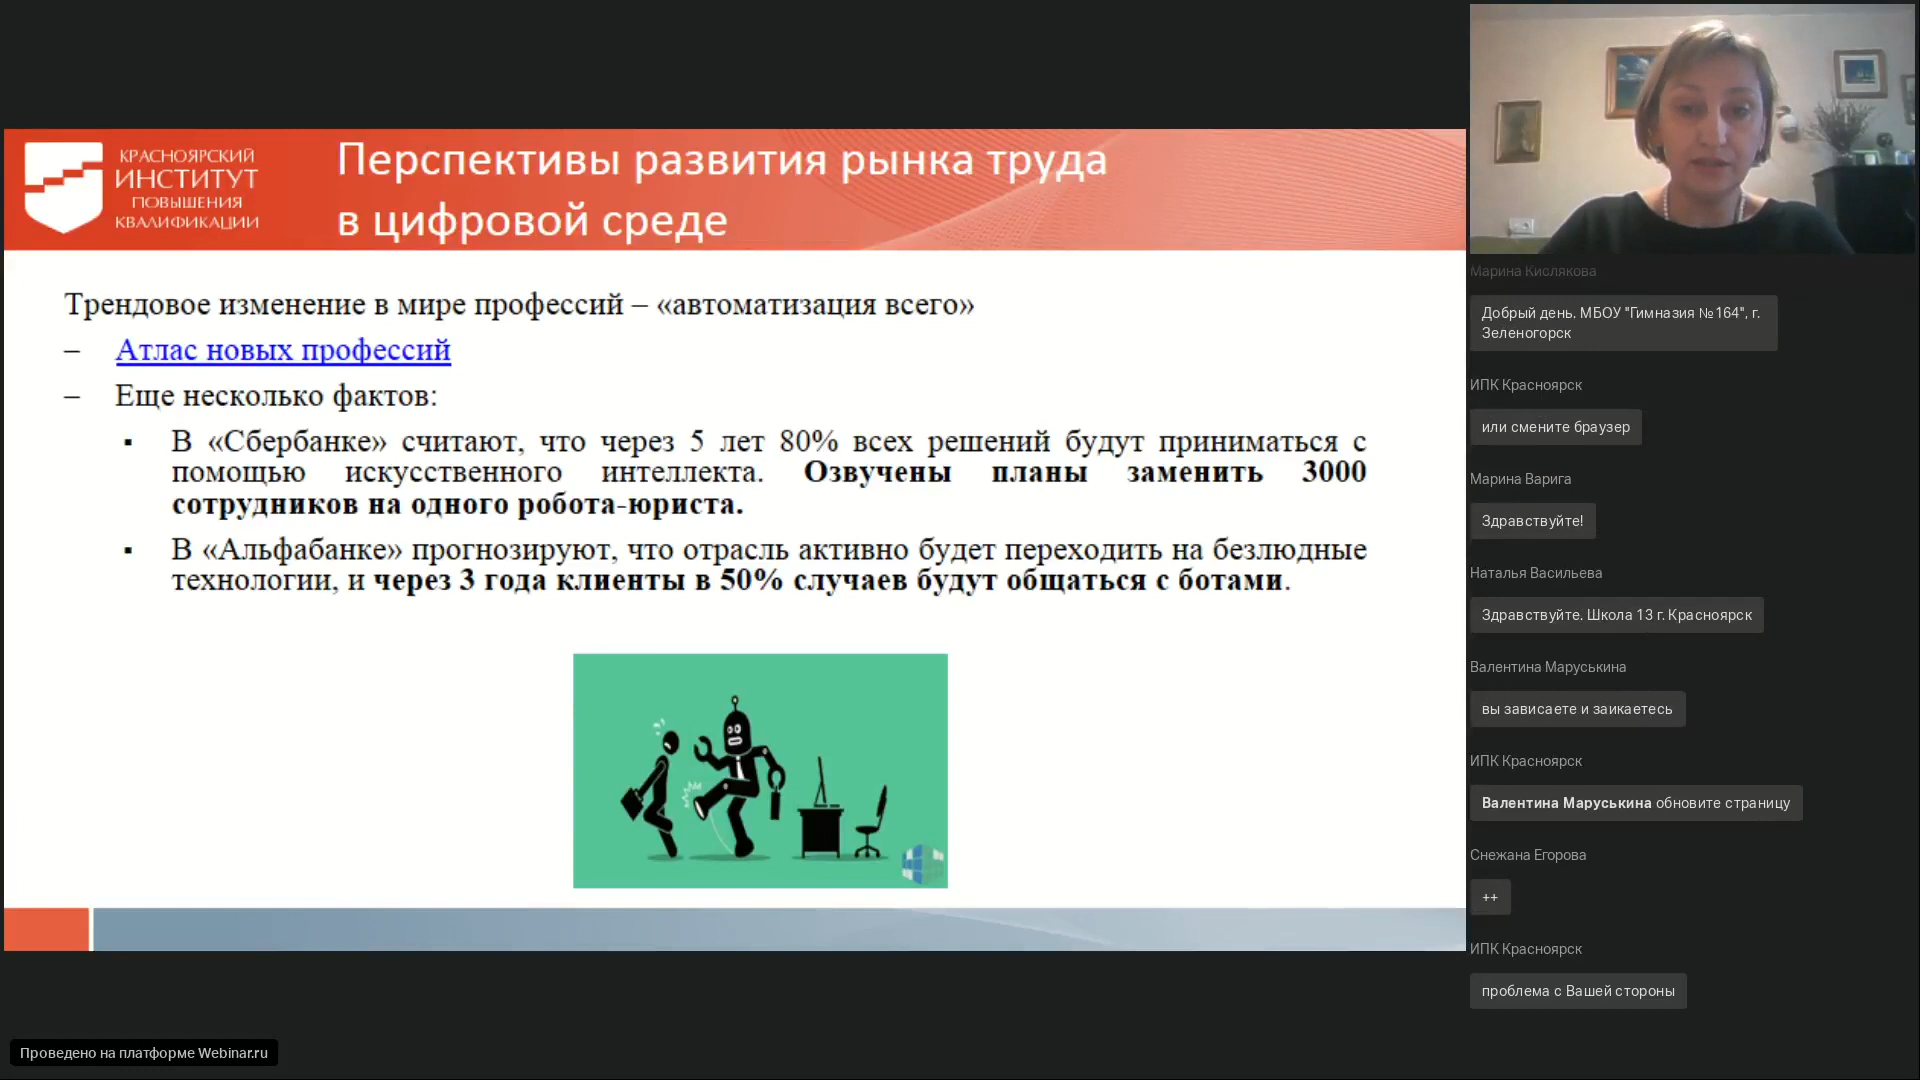 КРАСНОЯРСКИЙ
ИНСТИТУТ
ПОВЫШЕНИЯ
КВАЛИФИКАЦИИ
Перспективы развития рынка труда
в цифровой среде
Трендовое изменение в мире профессий – «автоматизация всего»
– Атлас новых профессий
– Еще несколько фактов:
▪ В «Сбербанке» считают, что через 5 лет 80% всех решений будут приниматься с
помощью искусственного интеллекта. Озвучены планы заменить 3000
сотрудников на одного робота-юриста.
▪ В «Альфабанке» прогнозируют, что отрасль активно будет переходить на безлюдные
технологии, и через 3 года клиенты в 50% случаев будут общаться с ботами.
Марина Кислякова
Добрый день. МБОУ "Гимназия №164", г.
Зеленогорск
ИПК Красноярск
или смените браузер
Марина Варига
Здравствуйте!
Наталья Васильева
Здравствуйте. Школа 13 г. Красноярск
Валентина Маруськина
вы зависаете и заикаетесь
ИПК Красноярск
Валентина Маруськина обновите страницу
Снежана Егорова
++
ИПК Красноярск
проблема с Вашей стороны
Проведено на платформе Webinar.ru